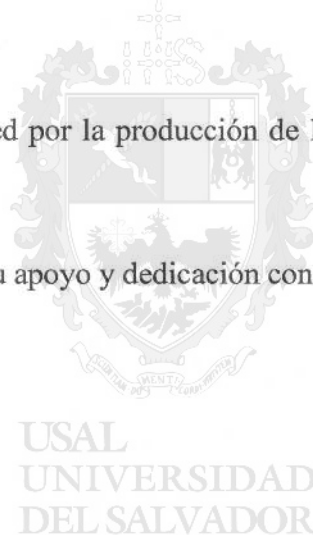 ed por la producción de l
u apoyo y dedicación con
USAL
UNIVERSIDAD
DEL SALVADOR